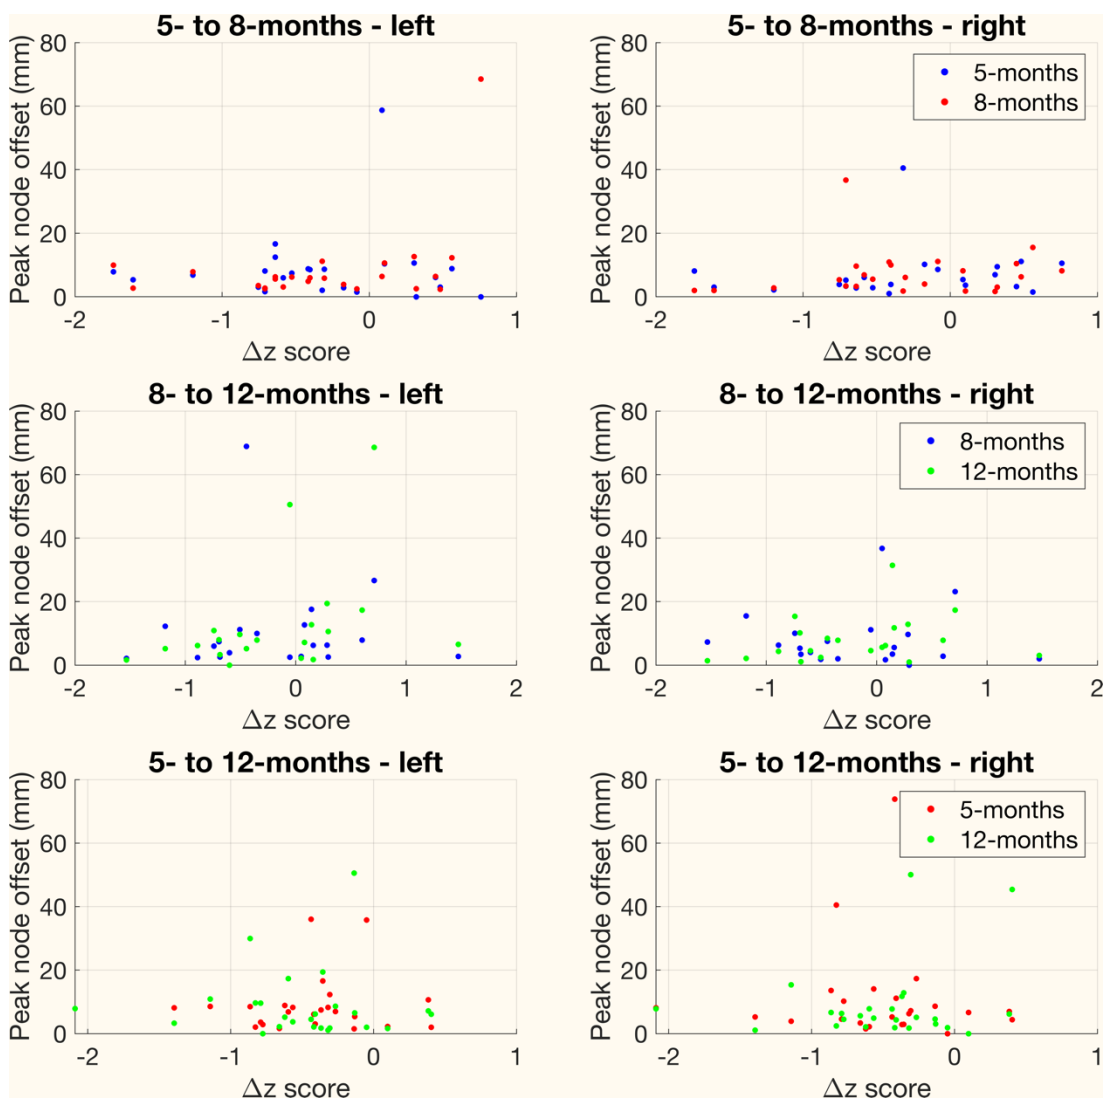 5- to 8-months - left
Peak node offset (mm)
80
60
40
20
0
-2
-1
0
1
Δz score
5- to 8-months - right
Peak node offset (mm)
80
60
40
20
0
-2
-1
0
1
Δz score
5-months
8-months
8- to 12-months - left
Peak node offset (mm)
80
60
40
20
0
-2
-1
0
1
2
Δz score
8- to 12-months - right
Peak node offset (mm)
80
60
40
20
0
-2
-1
0
1
2
Δz score
8-months
12-months
5- to 12-months - left
Peak node offset (mm)
80
60
40
20
0
-2
-1
0
1
Δz score
5- to 12-months - right
Peak node offset (mm)
80
60
40
20
0
-2
-1
0
1
Δz score
5-months
12-months